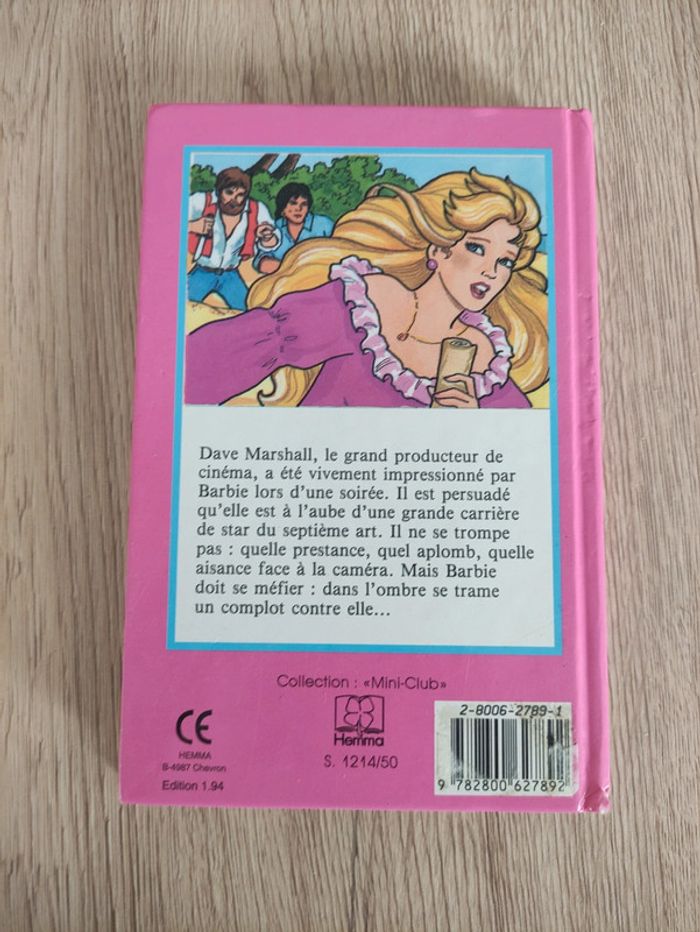 Dave Marshall, le grand producteur de
cinéma, a été vivement impressionné par
Barbie lors d'une soirée. Il est persuadé
qu'elle est à l'aube d'une grande carrière
de star du septième art. Il ne se trompe
pas : quelle prestance, quel aplomb, quelle
aisance face à la caméra. Mais Barbie
doit se méfier : dans l'ombre se trame
un complot contre elle...
Collection : «Mini-Club»
CE
HEMMA
B-4987 Chevron
Edition 1.94
Hemma
S. 1214/50
2-8006-2789-1
9 782800 627892